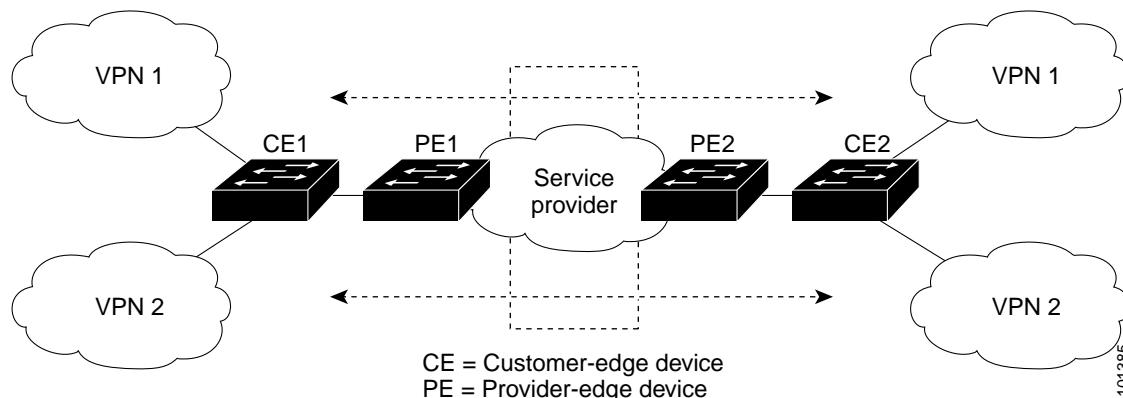 VPN 1
VPN 1
CE1
PE1
PE2
CE2
Service
provider
VPN 2
VPN 2
CE = Customer-edge device
PE = Provider-edge device
101385